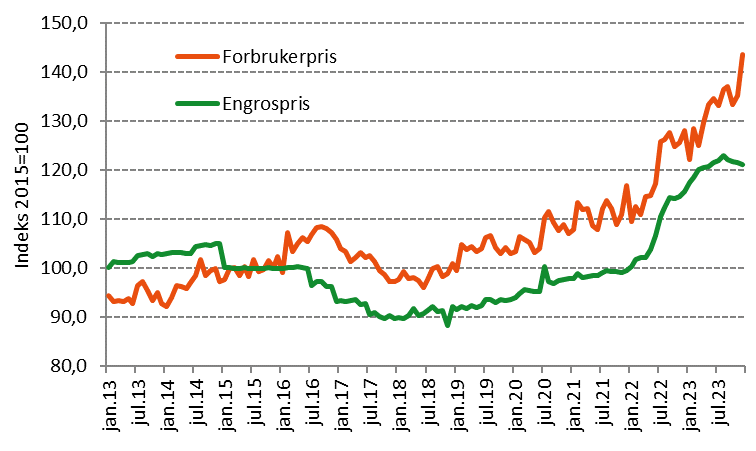 150,0
140,0
130,0
120,0
110,0
100,0
90,0
80,0
Indeks 2015=100
Forbrukerpris
Engrospris
jan.13
jul.13
jan.14
jul.14
jan.15
jul.15
jan.16
jul.16
jan.17
jul.17
jan.18
jul.18
jan.19
jul.19
jan.20
jul.20
jan.21
jul.21
jan.22
jul.22
jan.23
jul.23